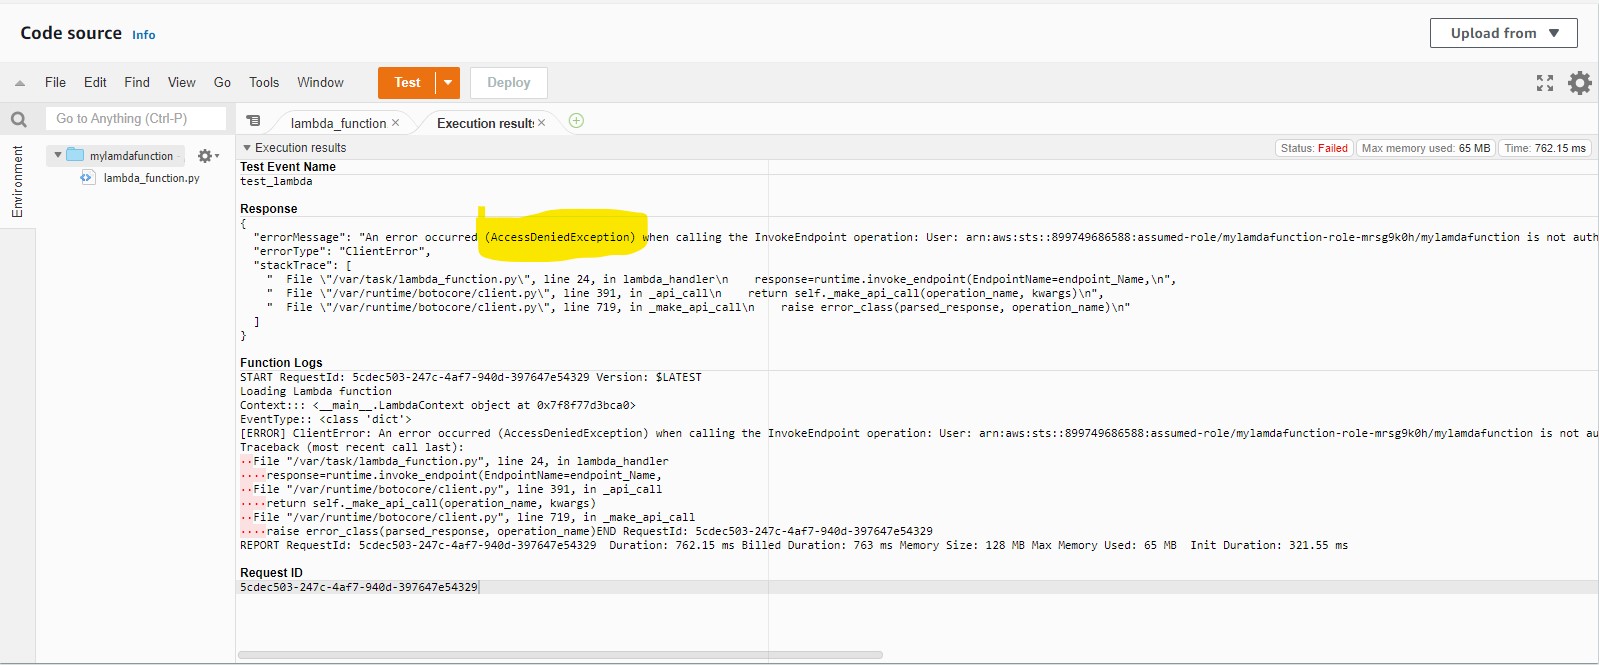 Code source Info
Upload from ▼
File Edit Find View Go Tools Window Test Deploy
Go to Anything (Ctrl-P)
lambda_function × Execution results ×
Environment
mylamdafunction
lambda_function.py
▼ Execution results
Status: Failed Max memory used: 65 MB Time: 762.15 ms
Test Event Name
test_lambda
Response
{
  "errorMessage": "An error occurred (AccessDeniedException) when calling the InvokeEndpoint operation: User: arn:aws:sts::899749686588:assumed-role/mylamdafunction-role-mrsg9k0h/mylamdafunction is not auth
  "errorType": "ClientError",
  "stackTrace": [
    "  File \"/var/task/lambda_function.py\", line 24, in lambda_handler\n    response=runtime.invoke_endpoint(EndpointName=endpoint_Name,\n",
    "  File \"/var/runtime/botocore/client.py\", line 391, in _api_call\n    return self._make_api_call(operation_name, kwargs)\n",
    "  File \"/var/runtime/botocore/client.py\", line 719, in _make_api_call\n    raise error_class(parsed_response, operation_name)\n"
  ]
}
Function Logs
START RequestId: 5cdec503-247c-4af7-940d-397647e54329 Version: $LATEST
Loading Lambda function
Context::: <__main__.LambdaContext object at 0x7f8f77d3bca0>
EventType:: <class 'dict'>
[ERROR] ClientError: An error occurred (AccessDeniedException) when calling the InvokeEndpoint operation: User: arn:aws:sts::899749686588:assumed-role/mylamdafunction-role-mrsg9k0h/mylamdafunction is not au
Traceback (most recent call last):
··File "/var/task/lambda_function.py", line 24, in lambda_handler
····response=runtime.invoke_endpoint(EndpointName=endpoint_Name,
··File "/var/runtime/botocore/client.py", line 391, in _api_call
····return self._make_api_call(operation_name, kwargs)
··File "/var/runtime/botocore/client.py", line 719, in _make_api_call
····raise error_class(parsed_response, operation_name)END RequestId: 5cdec503-247c-4af7-940d-397647e54329
REPORT RequestId: 5cdec503-247c-4af7-940d-397647e54329  Duration: 762.15 ms Billed Duration: 763 ms Memory Size: 128 MB Max Memory Used: 65 MB  Init Duration: 321.55 ms
Request ID
5cdec503-247c-4af7-940d-397647e54329